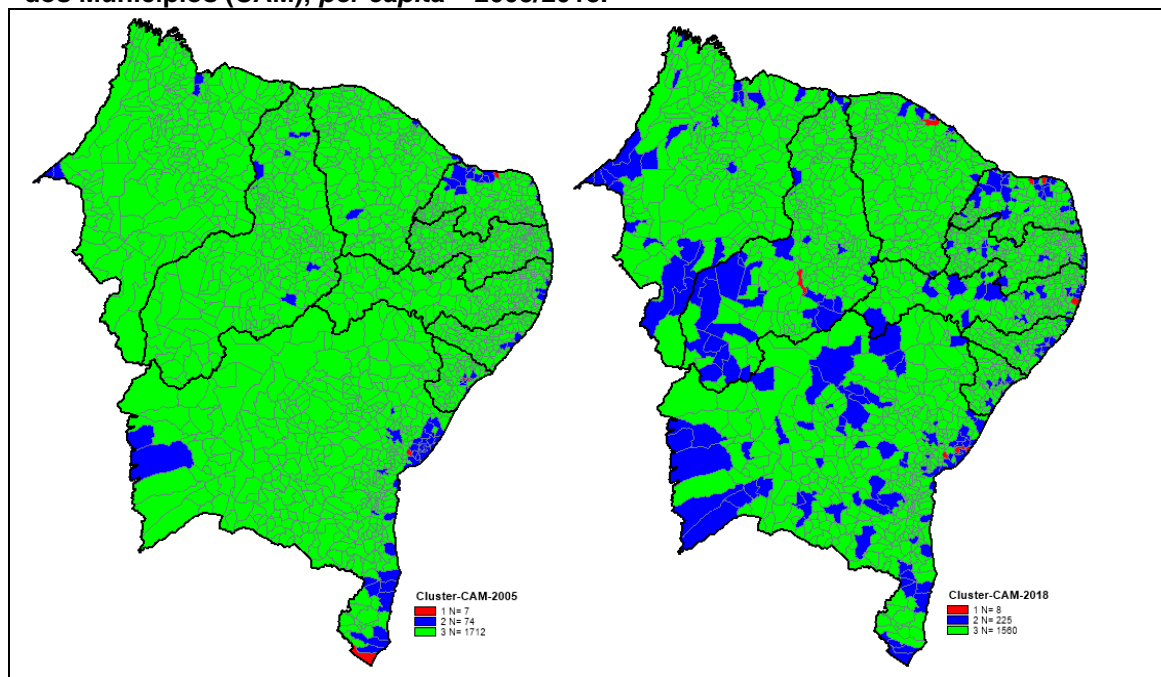 dos Municípios (CAM), per capita – 2005/2018.
Cluster-CAM-2005
1 N= 7
2 N= 74
3 N= 1712
Cluster-CAM-2018
1 N= 8
2 N= 225
3 N= 1560